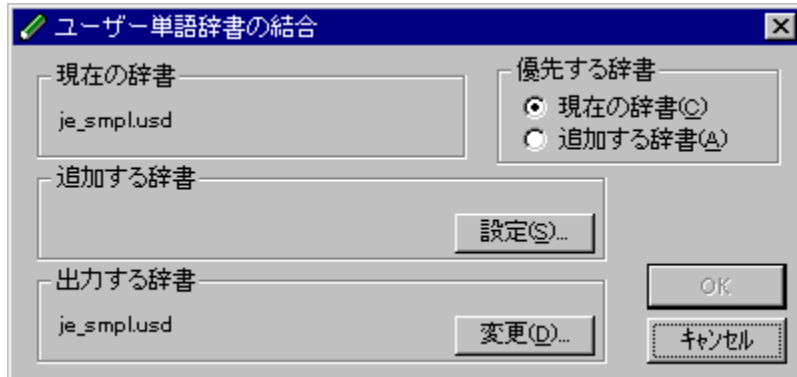 ユーザー単語辞書の結合
現在の辞書
je_smpl.usd
優先する辞書
現在の辞書(C)
追加する辞書(A)
追加する辞書
設定(S)...
出力する辞書
je_smpl.usd
変更(D)...
OK
ｷｬﾝｾﾙ